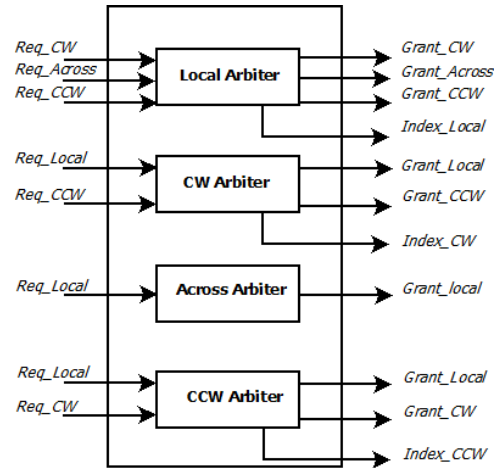 Req_CW
Req_Across
Req_CCW
Local Arbiter
Grant_CW
Grant_Across
Grant_CCW
Index_Local
Req_Local
Req_CCW
CW Arbiter
Grant_Local
Grant_CCW
Index_CW
Req_Local
Across Arbiter
Grant_local
Req_Local
Req_CW
CCW Arbiter
Grant_Local
Grant_CW
Index_CCW